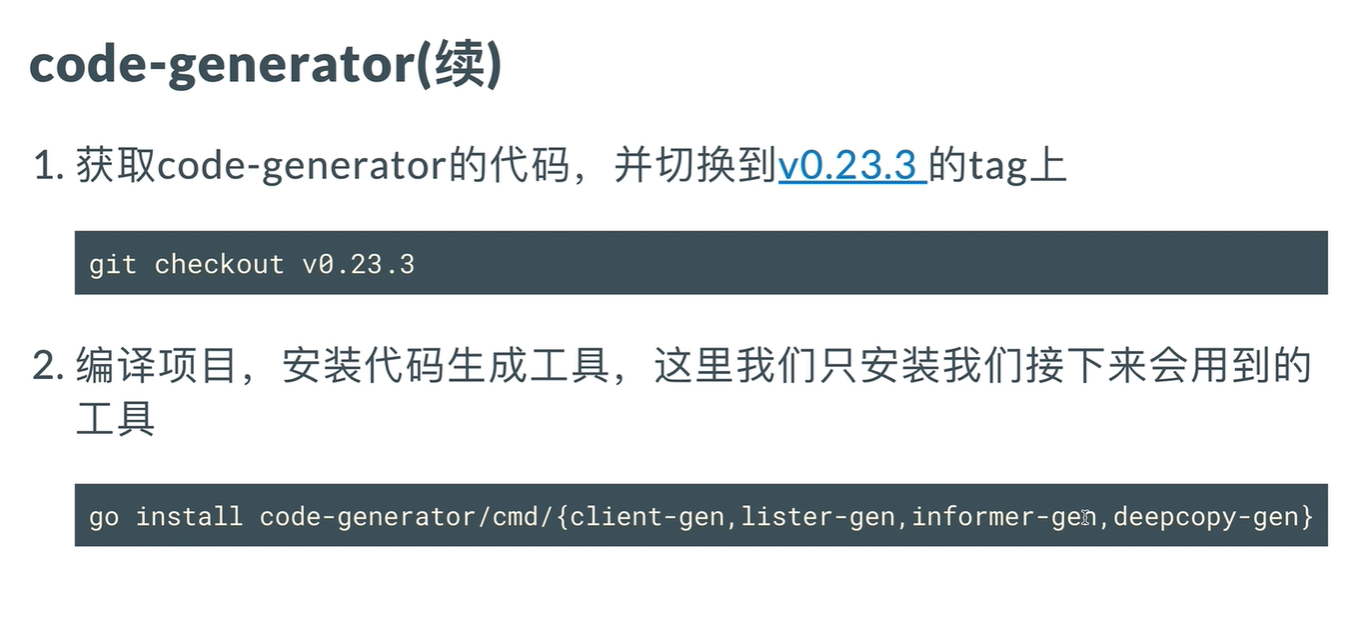 code-generator(续)
1. 获取code-generator的代码，并切换到v0.23.3 的tag上
git checkout v0.23.3
2. 编译项目，安装代码生成工具，这里我们只安装我们接下来会用到的
工具
go install code-generator/cmd/{client-gen,lister-gen,informer-gen,deepcopy-gen}